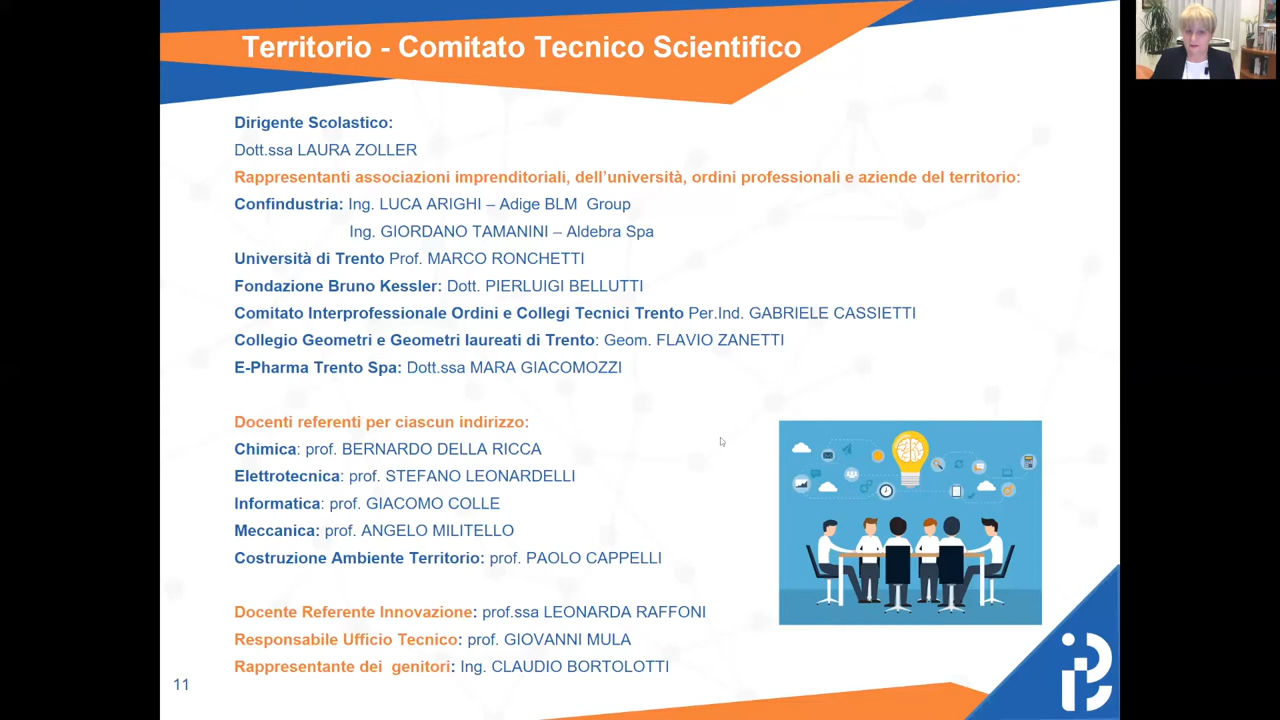 Territorio - Comitato Tecnico Scientifico
Dirigente Scolastico:
Dott.ssa LAURA ZOLLER
Rappresentanti associazioni imprenditoriali, dell’università, ordini professionali e aziende del territorio:
Confindustria: Ing. LUCA ARIGHI – Adige BLM Group
Ing. GIORDANO TAMANINI – Aldebra Spa
Università di Trento Prof. MARCO RONCHETTI
Fondazione Bruno Kessler: Dott. PIERLUIGI BELLUTTI
Comitato Interprofessionale Ordini e Collegi Tecnici Trento Per.Ind. GABRIELE CASSIETTI
Collegio Geometri e Geometri laureati di Trento: Geom. FLAVIO ZANETTI
E-Pharma Trento Spa: Dott.ssa MARA GIACOMOZZI
Docenti referenti per ciascun indirizzo:
Chimica: prof. BERNARDO DELLA RICCA
Elettrotecnica: prof. STEFANO LEONARDELLI
Informatica: prof. GIACOMO COLLE
Meccanica: prof. ANGELO MILITELLO
Costruzione Ambiente Territorio: prof. PAOLO CAPPELLI
Docente Referente Innovazione: prof.ssa LEONARDA RAFFONI
Responsabile Ufficio Tecnico: prof. GIOVANNI MULA
Rappresentante dei genitori: Ing. CLAUDIO BORTOLOTTI
11